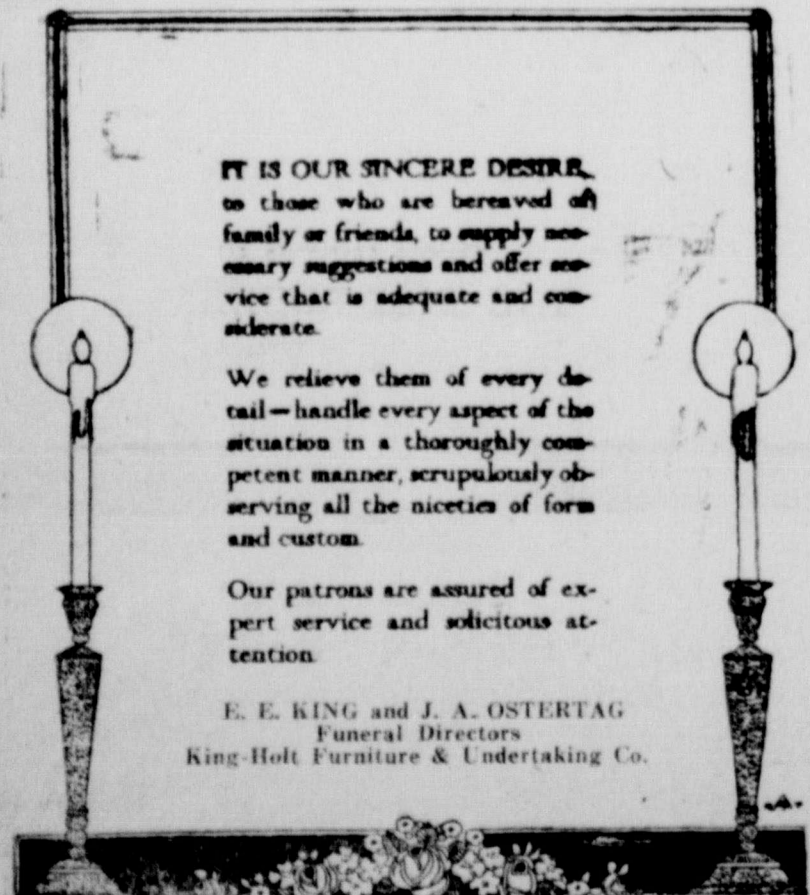 IT IS OUR SINCERE DESIRE,
to those who are bereaved of
family or friends, to supply nec-
essary suggestions and offer ser-
vice that is adequate and con-
siderate.
We relieve them of every de-
tail—handle every aspect of the
situation in a thoroughly com-
petent manner, scrupulously ob-
serving all the niceties of form
and custom.
Our patrons are assured of ex-
pert service and solicitous at-
tention.
E. E. KING and J. A. OSTERTAG
Funeral Directors
King-Holt Furniture & Undertaking Co.